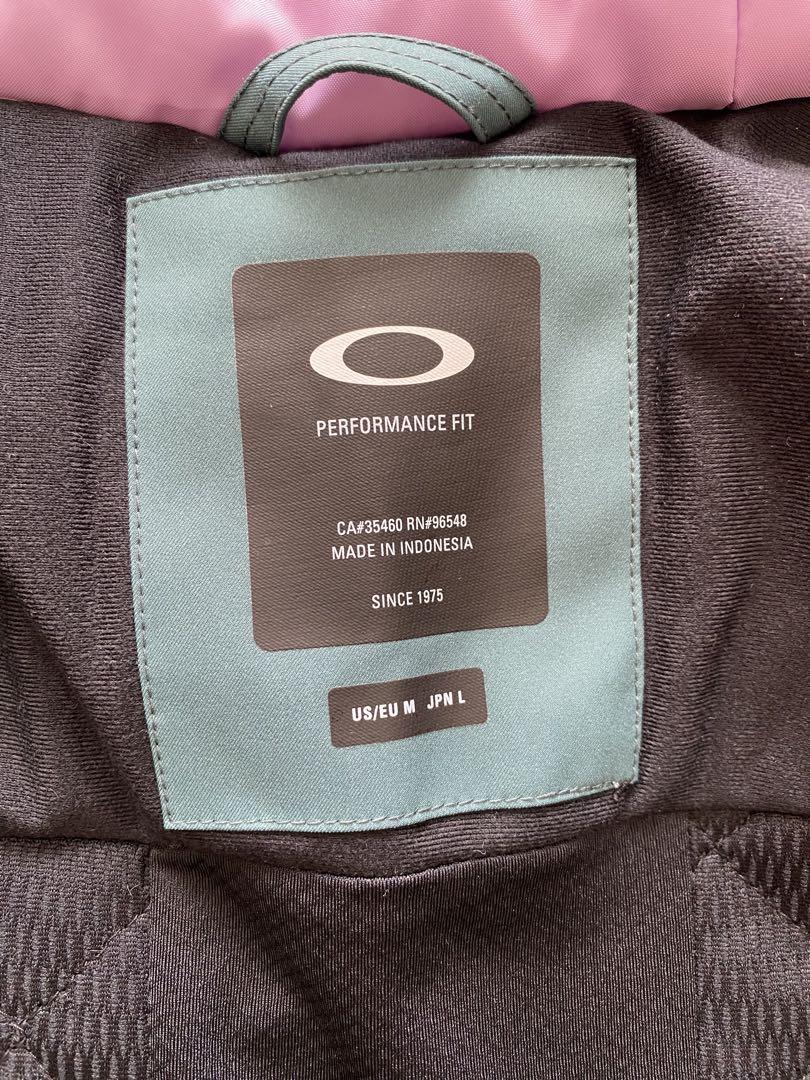 PERFORMANCE FIT
CA#35460 RN#96548
MADE IN INDONESIA
SINCE 1975
US/EU M JPN L